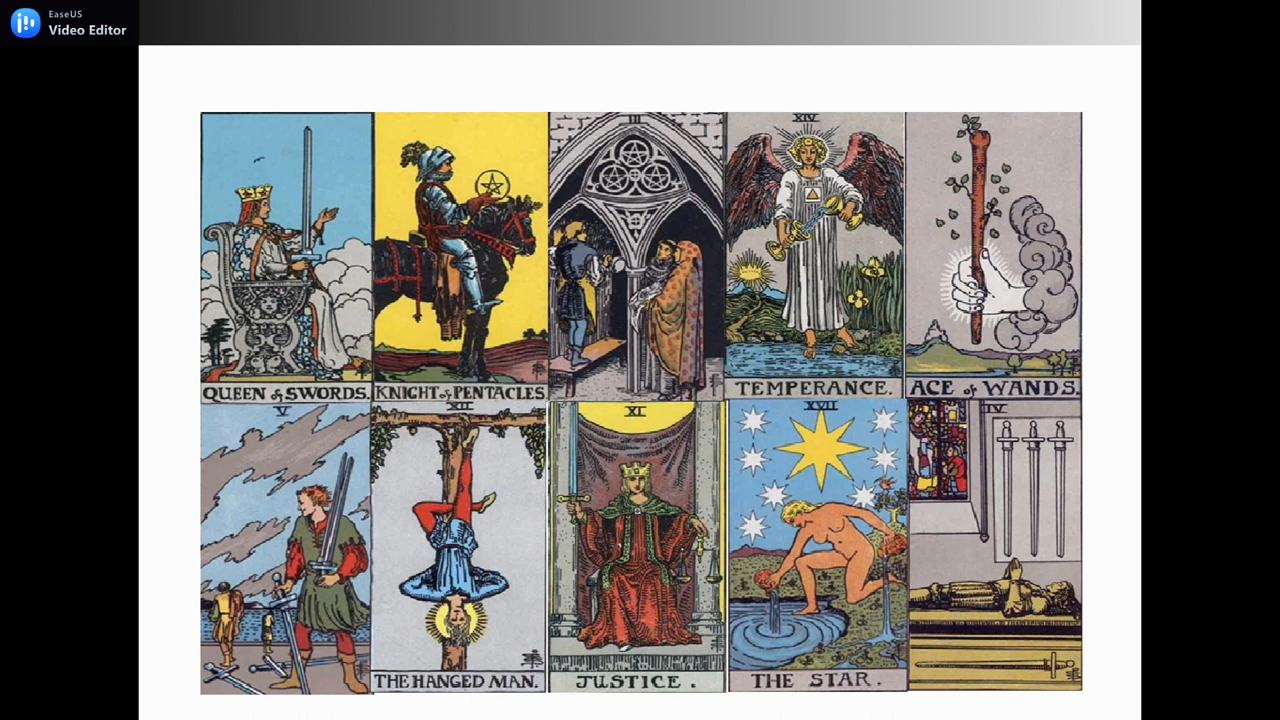 EaseUS
Video Editor
III
XIV
QUEEN of SWORDS.
KNIGHT of PENTACLES
TEMPERANCE.
ACE of WANDS.
V
XII
XI
XVII
IV
THE HANGED MAN.
JUSTICE.
THE STAR.